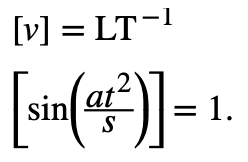 [v] = LT⁻¹
[sin(at²/s)] = 1.